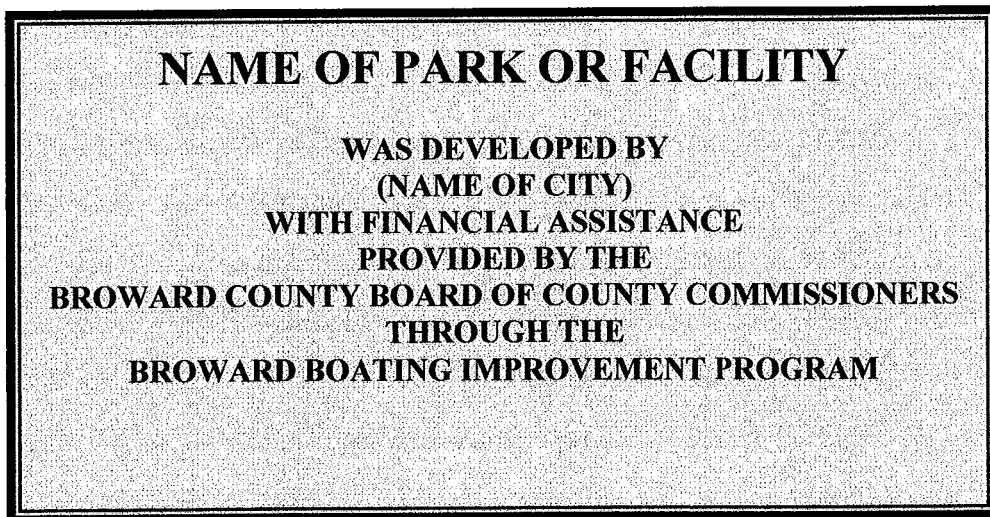 NAME OF PARK OR FACILITY
WAS DEVELOPED BY
(NAME OF CITY)
WITH FINANCIAL ASSISTANCE
PROVIDED BY THE
BROWARD COUNTY BOARD OF COUNTY COMMISSIONERS
THROUGH THE
BROWARD BOATING IMPROVEMENT PROGRAM